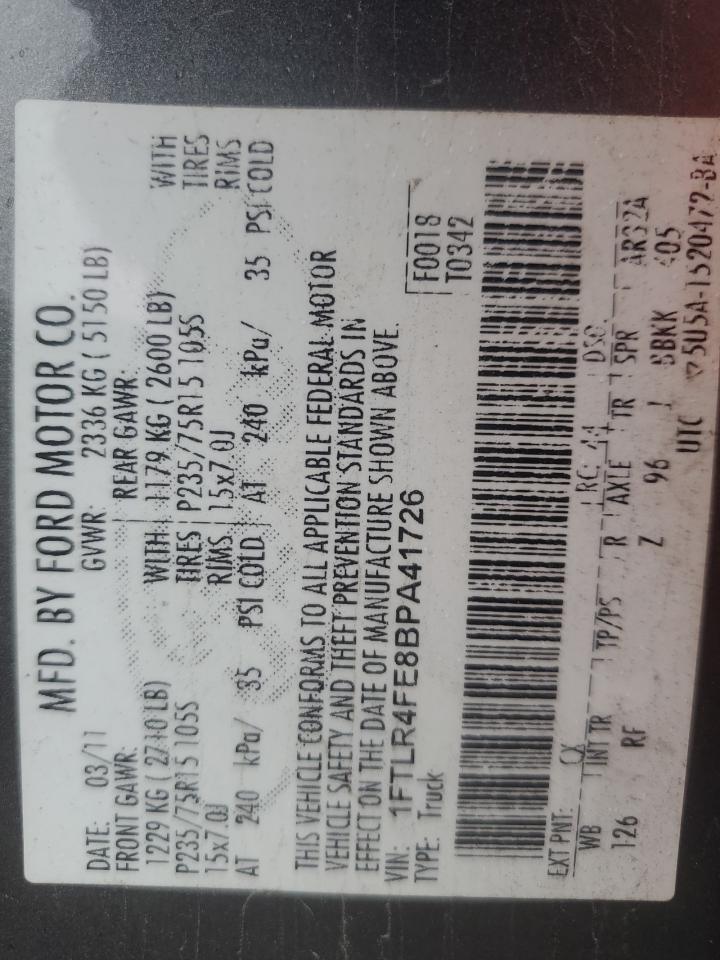 MFD. BY FORD MOTOR CO.
DATE: 03/11 GVWR: 2336 KG ( 5150 LB)
FRONT GAWR: REAR GAWR:
1229 KG ( 2710 LB) WITH 1179 KG ( 2600 LB) WITH
P235/75R15 105S TIRES P235/75R15 105S TIRES
15x7.0J RIMS 15x7.0J RIMS
AT 240 kPa/ 35 PSI COLD AT 240 kPa/ 35 PSI COLD
THIS VEHICLE CONFORMS TO ALL APPLICABLE FEDERAL MOTOR
VEHICLE SAFETY AND THEFT PREVENTION STANDARDS IN
EFFECT ON THE DATE OF MANUFACTURE SHOWN ABOVE.
VIN: 1FTLR4FE8BPA41726 F0018
TYPE: Truck T0342
EXT PNT: CX RC: 44 DSO:
WB INT TR TP/PS R AXLE TR SPR AR32A
126 RF Z 96 J BBKK 405
UTC 5U5A-1520472-BA